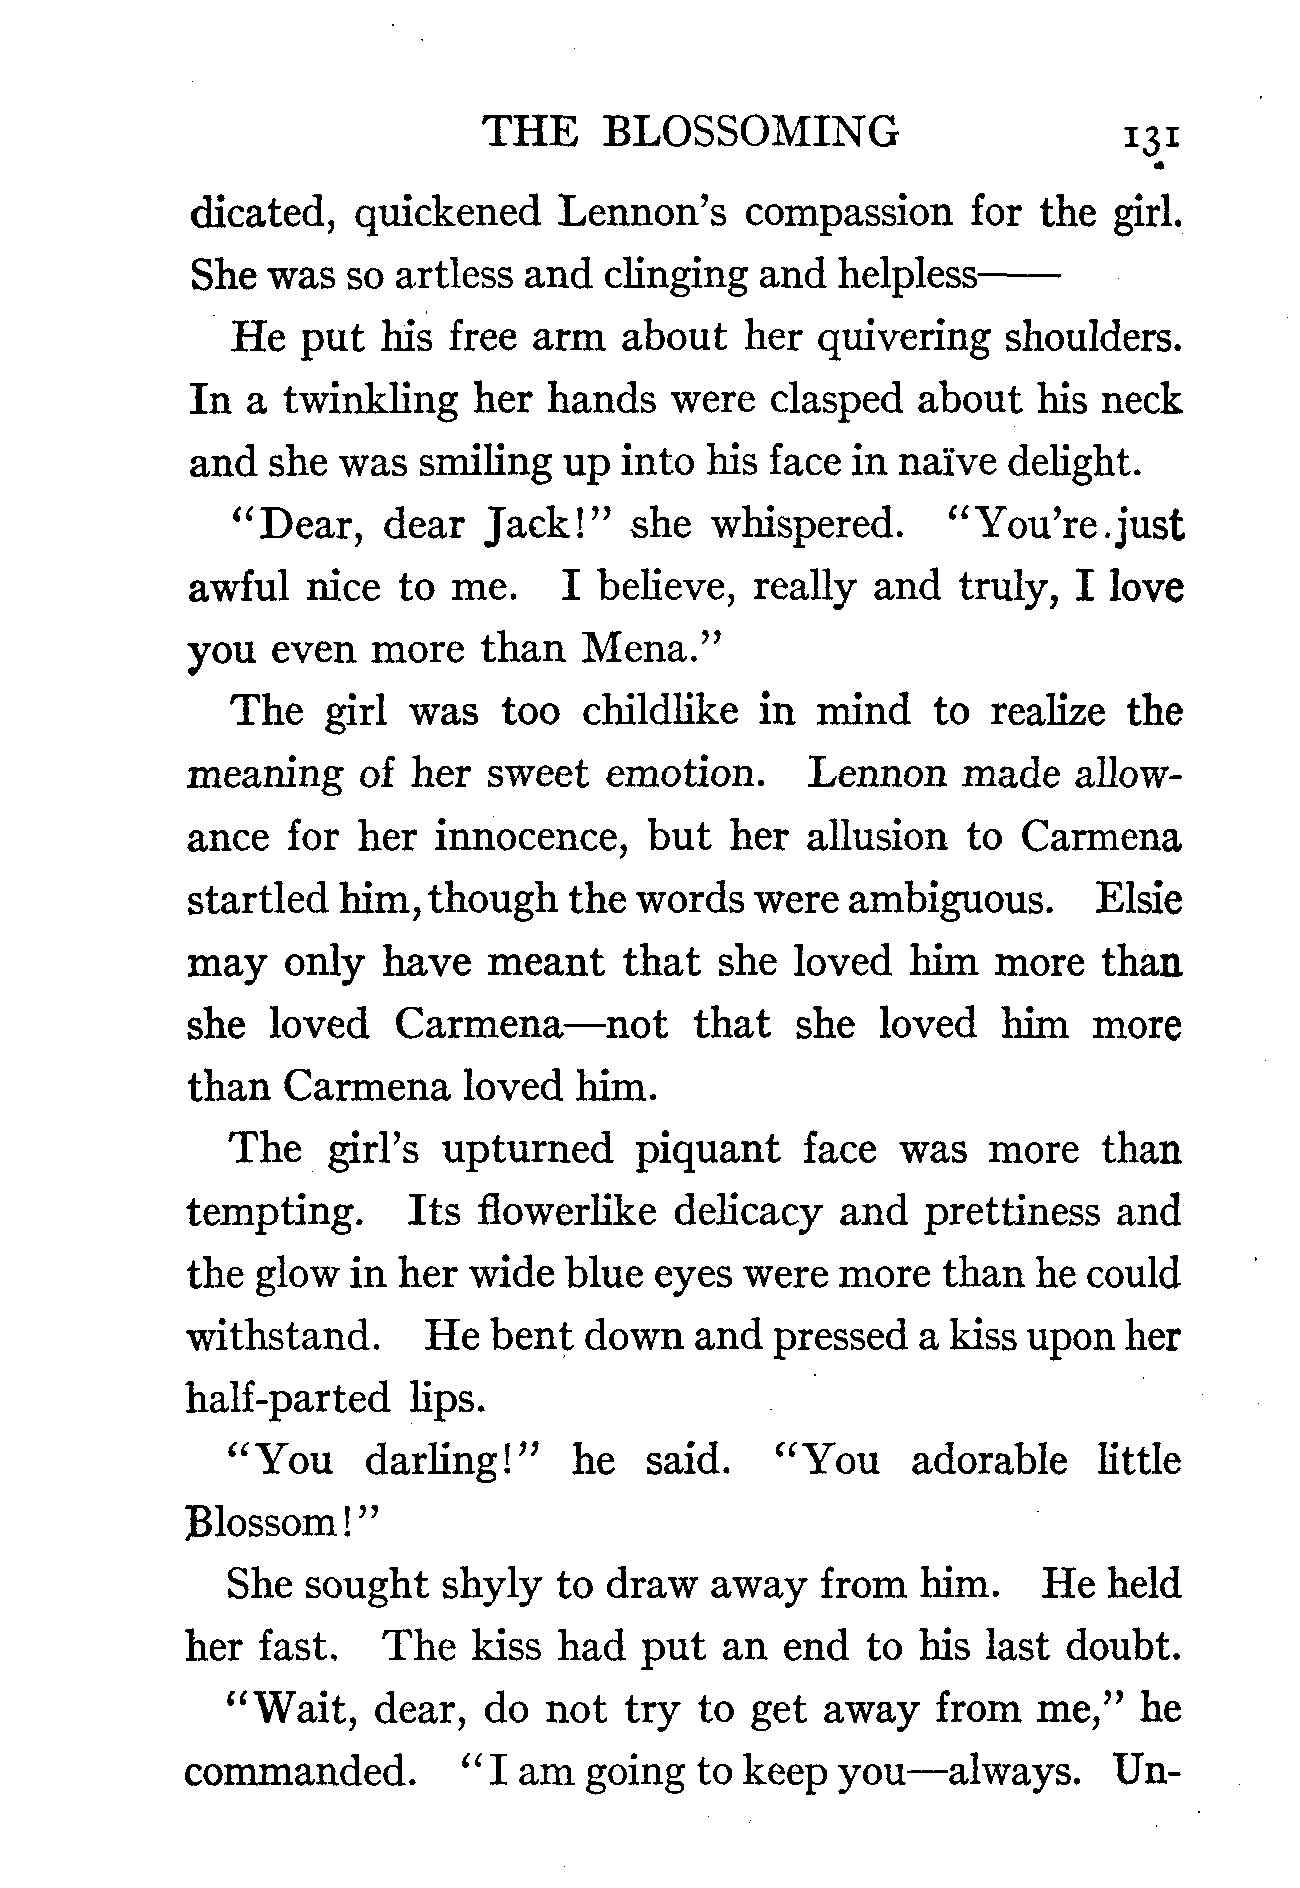 THE BLOSSOMING 131
dicated, quickened Lennon's compassion for the girl.
She was so artless and clinging and helpless——
He put his free arm about her quivering shoulders.
In a twinkling her hands were clasped about his neck
and she was smiling up into his face in naïve delight.
"Dear, dear Jack!" she whispered. "You're just
awful nice to me. I believe, really and truly, I love
you even more than Mena."
The girl was too childlike in mind to realize the
meaning of her sweet emotion. Lennon made allow-
ance for her innocence, but her allusion to Carmena
startled him, though the words were ambiguous. Elsie
may only have meant that she loved him more than
she loved Carmena—not that she loved him more
than Carmena loved him.
The girl's upturned piquant face was more than
tempting. Its flowerlike delicacy and prettiness and
the glow in her wide blue eyes were more than he could
withstand. He bent down and pressed a kiss upon her
half-parted lips.
"You darling!" he said. "You adorable little
Blossom!"
She sought shyly to draw away from him. He held
her fast. The kiss had put an end to his last doubt.
"Wait, dear, do not try to get away from me," he
commanded. "I am going to keep you—always. Un-